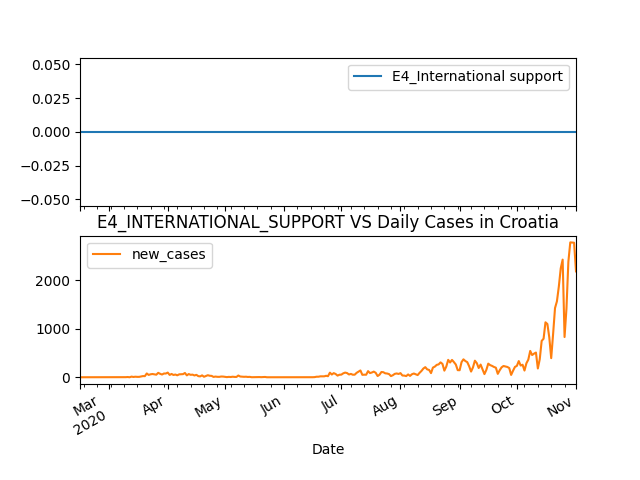 0.050
0.025
0.000
−0.025
−0.050
E4_International support
E4_INTERNATIONAL_SUPPORT VS Daily Cases in Croatia
new_cases
2000
1000
0
Mar
2020
Apr
May
Jun
Jul
Aug
Sep
Oct
Nov
Date